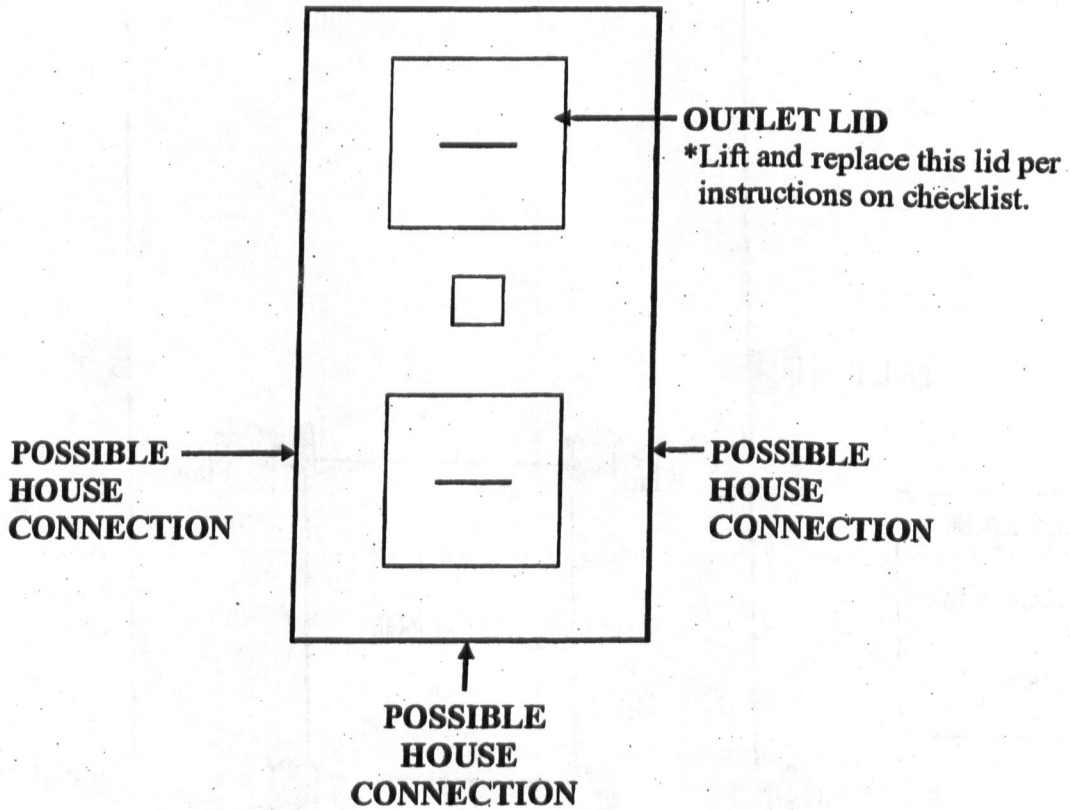 OUTLET LID
*Lift and replace this lid per
instructions on checklist.
POSSIBLE
HOUSE
CONNECTION
POSSIBLE
HOUSE
CONNECTION
POSSIBLE
HOUSE
CONNECTION